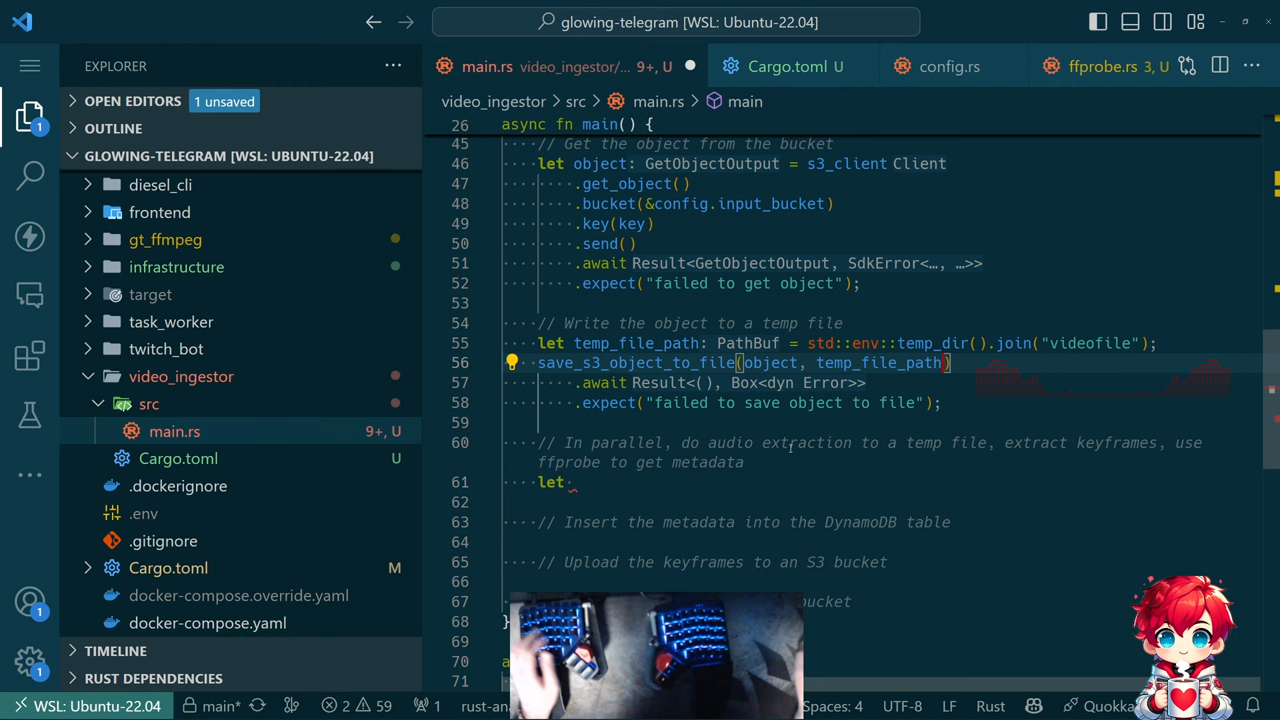 glowing-telegram [WSL: Ubuntu-22.04]
EXPLORER
OPEN EDITORS 1 unsaved
OUTLINE
GLOWING-TELEGRAM [WSL: UBUNTU-22.04]
diesel_cli
frontend
gt_ffmpeg
infrastructure
target
task_worker
twitch_bot
video_ingestor
src
main.rs 9+, U
Cargo.toml U
.dockerignore
.env
.gitignore
Cargo.toml M
docker-compose.override.yaml
docker-compose.yaml
TIMELINE
RUST DEPENDENCIES
main.rs video_ingestor/... 9+, U
Cargo.toml U
config.rs
ffprobe.rs 3, U
video_ingestor > src > main.rs > main
26 async fn main() {
45 // Get the object from the bucket
46 let object: GetObjectOutput = s3_client Client
47 .get_object()
48 .bucket(&config.input_bucket)
49 .key(key)
50 .send()
51 .await Result<GetObjectOutput, SdkError<…, …>>
52 .expect("failed to get object");
53
54 // Write the object to a temp file
55 let temp_file_path: PathBuf = std::env::temp_dir().join("videofile");
56 save_s3_object_to_file(object, temp_file_path)
57 .await Result<(), Box<dyn Error>>
58 .expect("failed to save object to file");
59
60 // In parallel, do audio extraction to a temp file, extract keyframes, use
ffprobe to get metadata
61 let
62
63 // Insert the metadata into the DynamoDB table
64
65 // Upload the keyframes to an S3 bucket
66
67 bucket
68 }
69
70
71
1
1
1
WSL: Ubuntu-22.04 main* 2 59 1 Spaces: 4 UTF-8 LF Rust